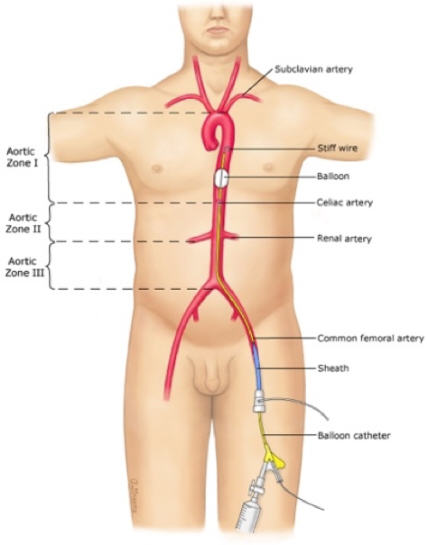 Subclavian artery
Aortic
Zone I
Stiff wire
Balloon
Celiac artery
Aortic
Zone II
Renal artery
Aortic
Zone III
Common femoral artery
Sheath
Balloon catheter